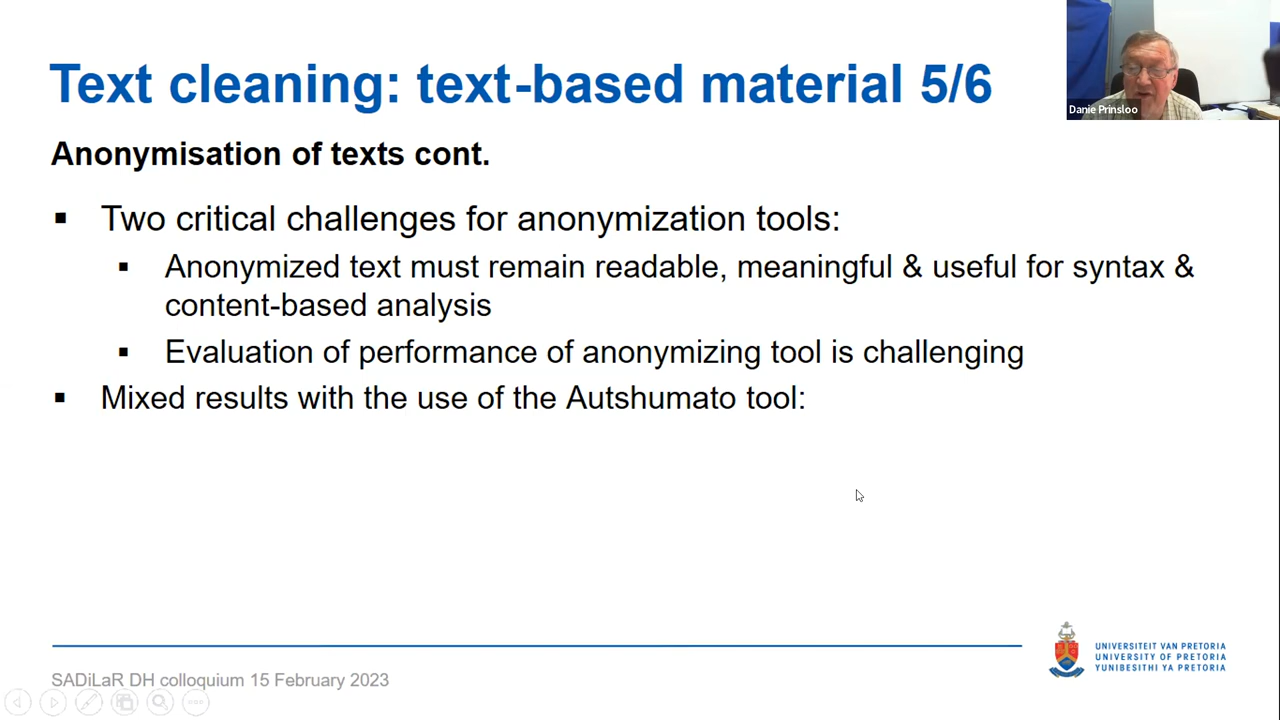 Text cleaning: text-based material 5/6
Danie Prinsloo
Anonymisation of texts cont.
Two critical challenges for anonymization tools:
Anonymized text must remain readable, meaningful & useful for syntax &
content-based analysis
Evaluation of performance of anonymizing tool is challenging
Mixed results with the use of the Autshumato tool:
UNIVERSITEIT VAN PRETORIA
UNIVERSITY OF PRETORIA
YUNIBESITHI YA PRETORIA
SADiLaR DH colloquium 15 February 2023